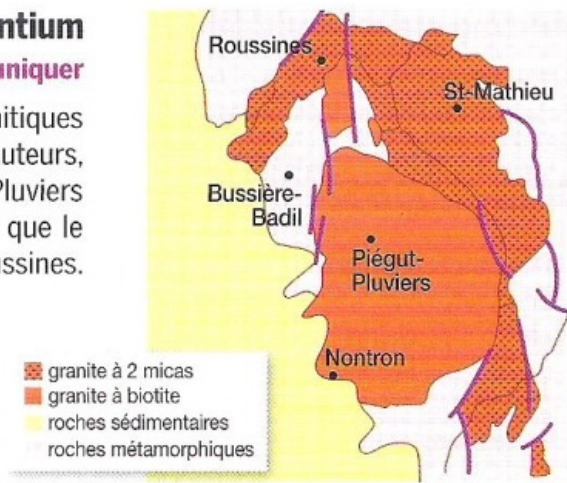 ntium
uniquer
itiques
uteurs,
Pluviers
que le
ssines.
Roussines
St-Mathieu
Bussière-
Badil
Piégut-
Pluviers
Nontron
granite à 2 micas
granite à biotite
roches sédimentaires
roches métamorphiques